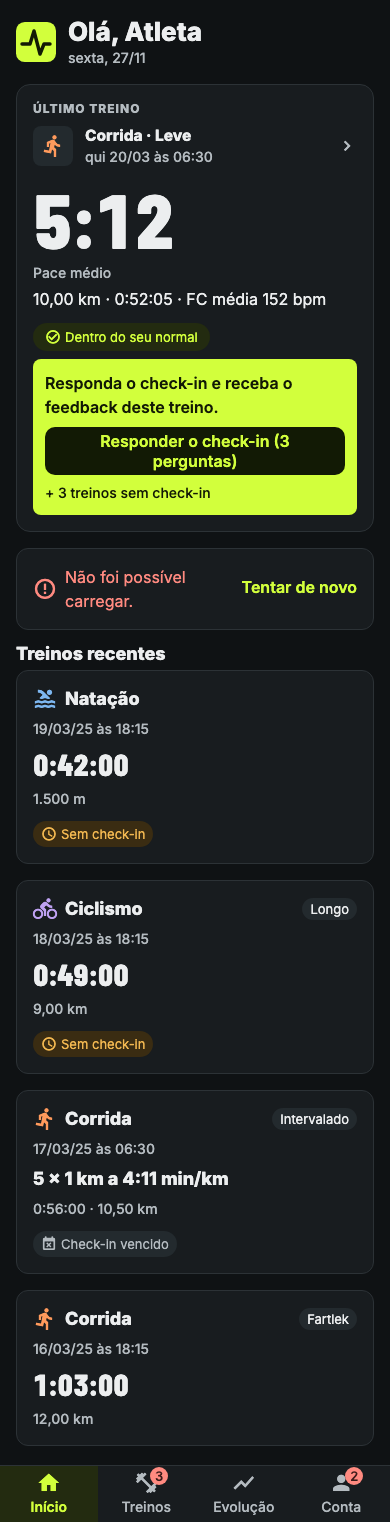 Olá, Atleta
sexta, 27/11
ÚLTIMO TREINO
Corrida · Leve
qui 20/03 às 06:30
5:12
Pace médio
10,00 km · 0:52:05 · FC média 152 bpm
Dentro do seu normal
Responda o check-in e receba o
feedback deste treino.
Responder o check-in (3
perguntas)
+ 3 treinos sem check-in
Não foi possível
carregar.
Tentar de novo
Treinos recentes
Natação
19/03/25 às 18:15
0:42:00
1.500 m
Sem check-in
Ciclismo
Longo
18/03/25 às 18:15
0:49:00
9,00 km
Sem check-in
Corrida
Intervalado
17/03/25 às 06:30
5 × 1 km a 4:11 min/km
0:56:00 · 10,50 km
Check-in vencido
Corrida
Fartlek
16/03/25 às 18:15
1:03:00
12,00 km
3
2
Início
Treinos
Evolução
Conta